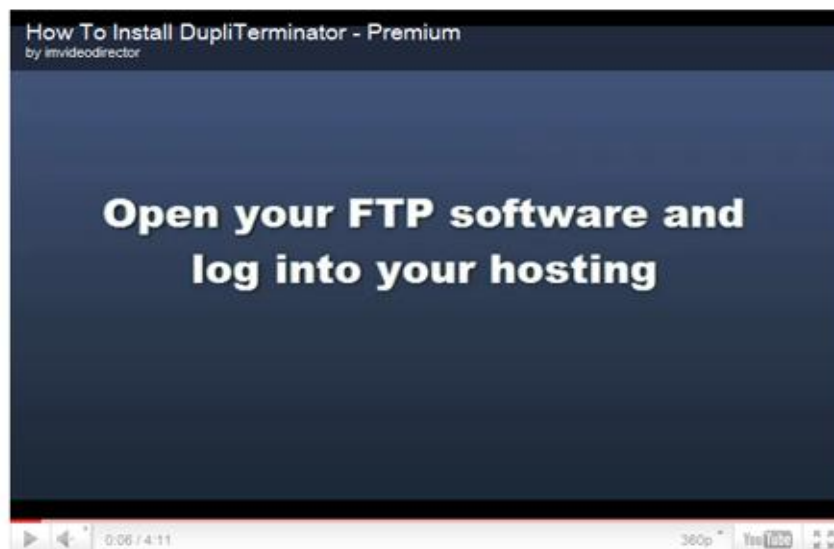 How To Install DupliTerminator - Premium
by imvideodirector
Open your FTP software and
log into your hosting
0:06 / 4:11
360p
YouTube